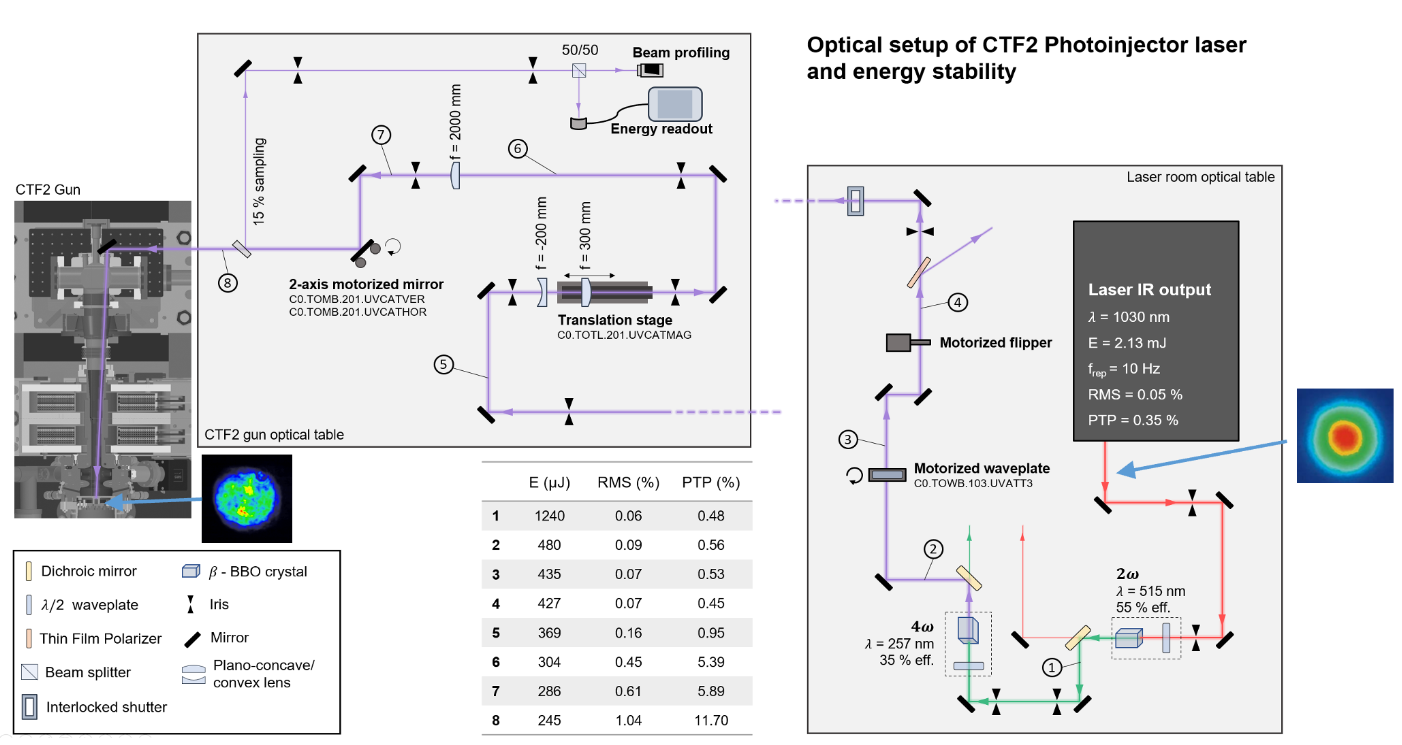 Optical setup of CTF2 Photoinjector laser
and energy stability
50/50
Beam profiling
Energy readout
f = 2000 mm
7
6
15 % sampling
CTF2 Gun
8
2-axis motorized mirror
C0.TOMB.201.UVCATVER
C0.TOMB.201.UVCATHOR
f = -200 mm
f = 300 mm
Translation stage
C0.TOTL.201.UVCATMAG
5
CTF2 gun optical table
Laser room optical table
4
Motorized flipper
3
Motorized waveplate
C0.TOWB.103.UVATT3
2
Laser IR output
λ = 1030 nm
E = 2.13 mJ
frep = 10 Hz
RMS = 0.05 %
PTP = 0.35 %
2ω
λ = 515 nm
55 % eff.
4ω
λ = 257 nm
35 % eff.
1
E (µJ) RMS (%) PTP (%)
1 1240 0.06 0.48
2 480 0.09 0.56
3 435 0.07 0.53
4 427 0.07 0.45
5 369 0.16 0.95
6 304 0.45 5.39
7 286 0.61 5.89
8 245 1.04 11.70
Dichroic mirror
λ/2 waveplate
Thin Film Polarizer
Beam splitter
Interlocked shutter
β - BBO crystal
Iris
Mirror
Plano-concave/
convex lens